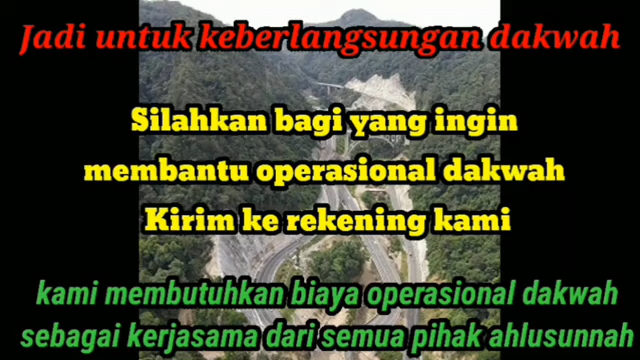 Jadi untuk keberlangsungan dakwah
Silahkan bagi yang ingin
membantu operasional dakwah
Kirim ke rekening kami
kami membutuhkan biaya operasional dakwah
sebagai kerjasama dari semua pihak ahlusunnah